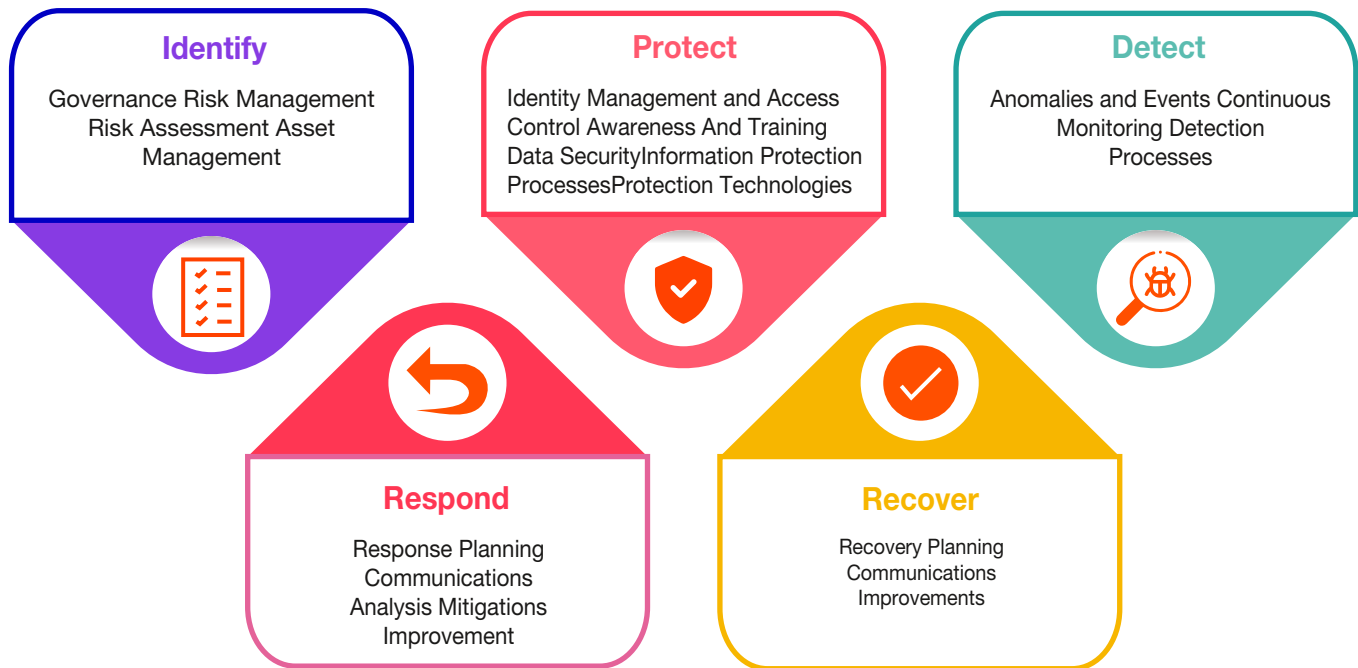 Identify
Governance Risk Management
Risk Assessment Asset
Management
Protect
Identity Management and Access
Control Awareness And Training
Data SecurityInformation Protection
ProcessesProtection Technologies
Detect
Anomalies and Events Continuous
Monitoring Detection
Processes
Respond
Response Planning
Communications
Analysis Mitigations
Improvement
Recover
Recovery Planning
Communications
Improvements